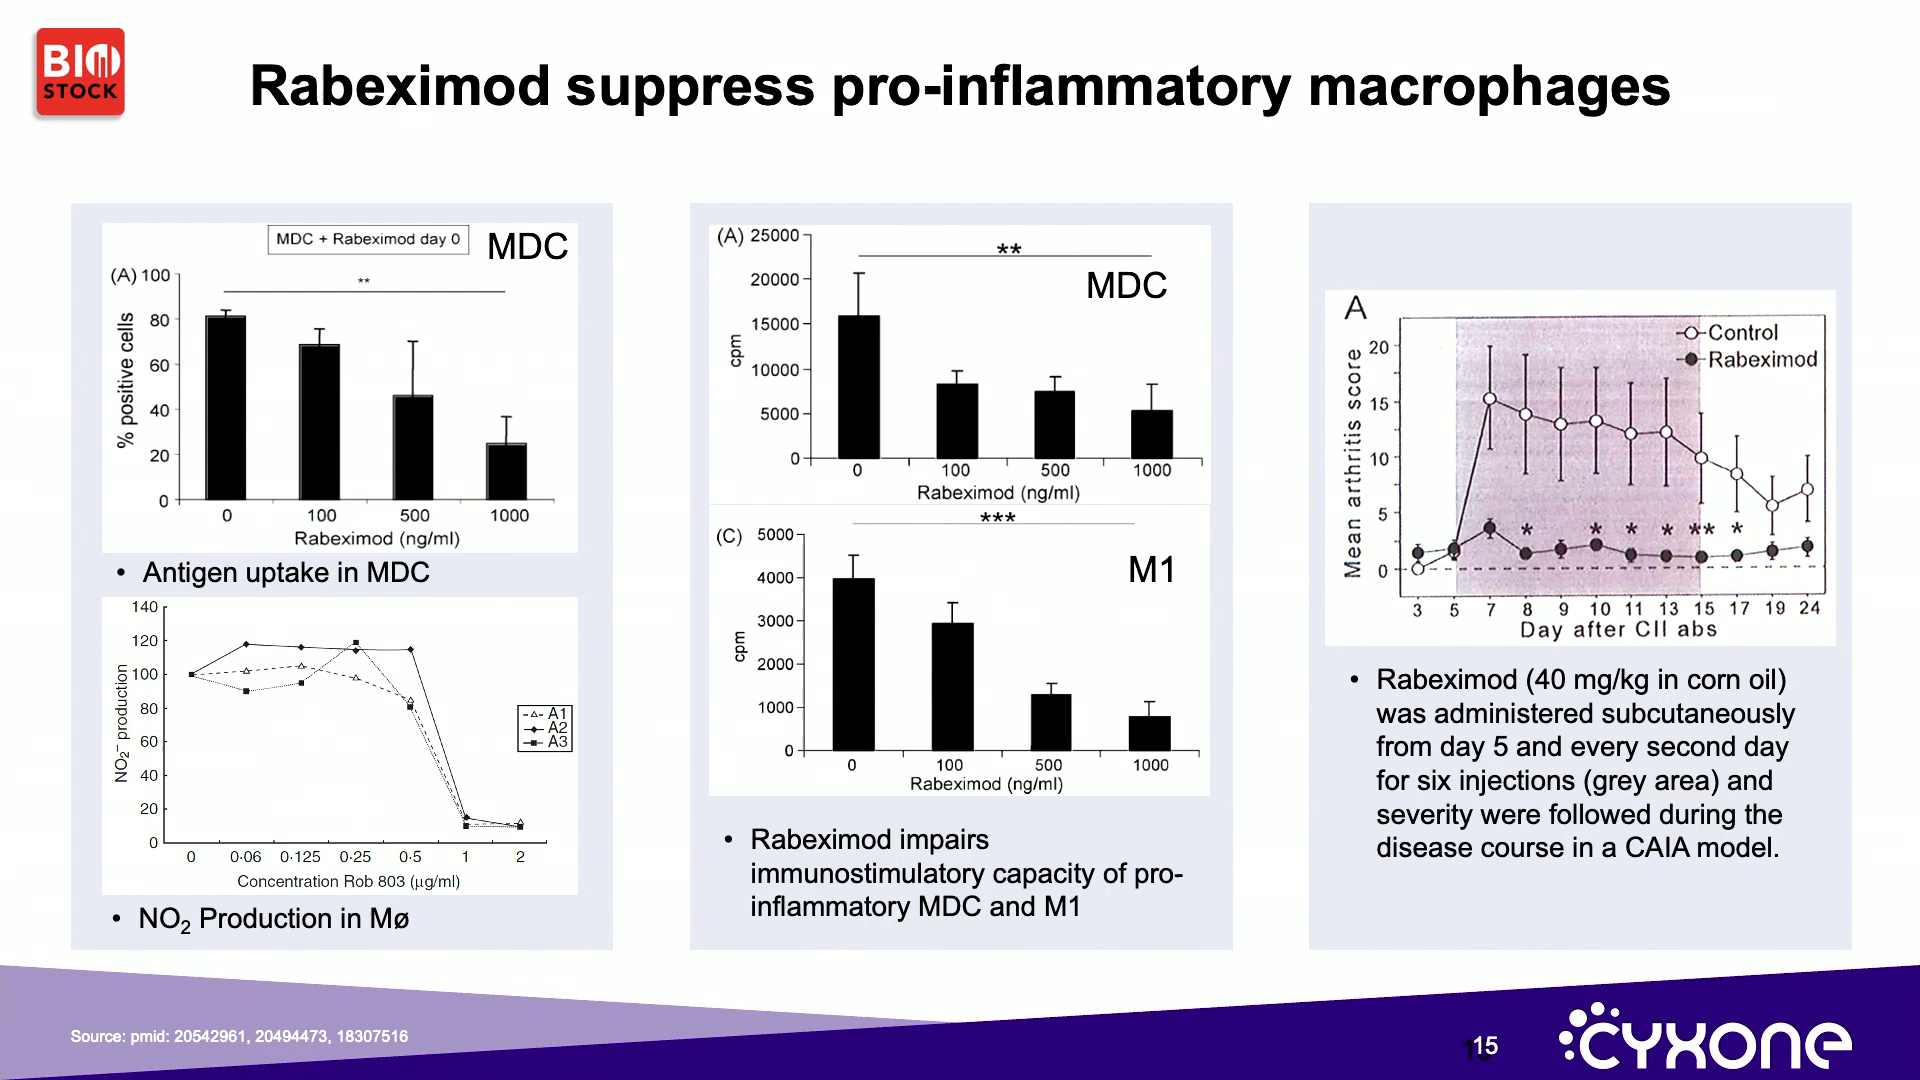 BIO STOCK
Rabeximod suppress pro-inflammatory macrophages
MDC + Rabeximod day 0
MDC
(A)
**
100
80
60
40
20
0
% positive cells
0 100 500 1000
Rabeximod (ng/ml)
• Antigen uptake in MDC
140
120
100
80
60
40
20
0
NO₂⁻ production
A1
A2
A3
0 0·06 0·125 0·25 0·5 1 2
Concentration Rob 803 (µg/ml)
• NO₂ Production in Mø
(A)
**
MDC
25000
20000
15000
10000
5000
0
cpm
0 100 500 1000
Rabeximod (ng/ml)
(C)
***
M1
5000
4000
3000
2000
1000
0
cpm
0 100 500 1000
Rabeximod (ng/ml)
• Rabeximod impairs
immunostimulatory capacity of pro-
inflammatory MDC and M1
A
Control
Rabeximod
20
15
10
5
0
Mean arthritis score
* * * * ** *
3 5 7 8 9 10 11 13 15 17 19 24
Day after CII abs
• Rabeximod (40 mg/kg in corn oil)
was administered subcutaneously
from day 5 and every second day
for six injections (grey area) and
severity were followed during the
disease course in a CAIA model.
Source: pmid: 20542961, 20494473, 18307516
15
CYXONE